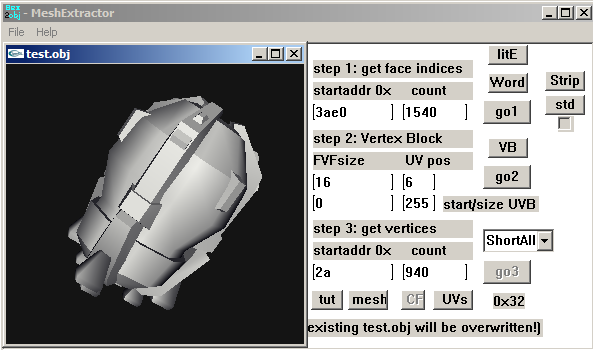 Hex 2obj - MeshExtractor
File Help
test.obj
litE
step 1: get face indices
Word
Strip
startaddr 0x count
std
3ae0 1540
go1
step 2: Vertex Block
VB
FVFsize UV pos
go2
16 6
0 255 start/size UVB
step 3: get vertices
ShortAll
startaddr 0x count
2a 940
go3
tut mesh CF UVs 0x32
existing test.obj will be overwritten!)